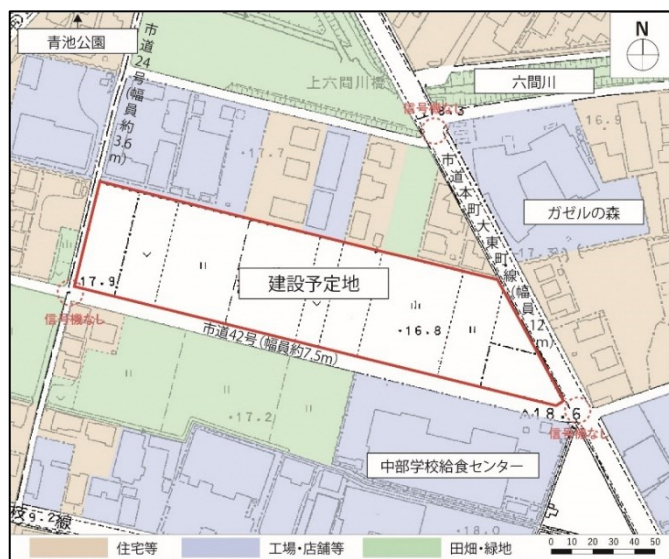 青池公園
市道24号(幅員約3.6m)
上六間川橋
六間川
N
信号機なし
16.9
17.7
市道本町大東町線(幅員12m)
ガゼルの森
建設予定地
17.9
信号機なし
16.8
市道42号(幅員約7.5m)
18.6
信号機なし
17.2
中部学校給食センター
18.0
19.2
線
住宅等
工場・店舗等
田畑・緑地
0 10 20 30 40 50